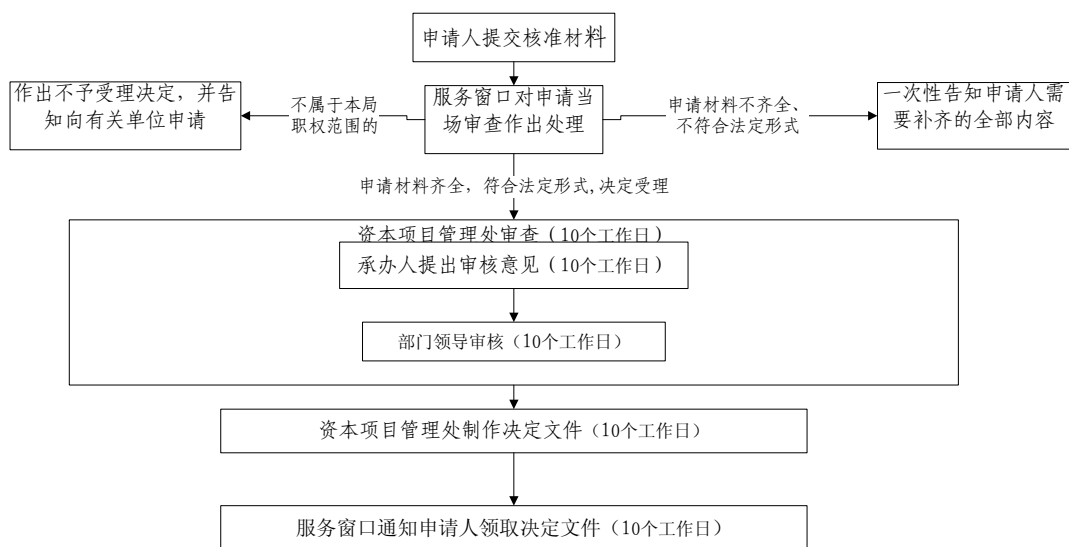 申请人提交核准材料
作出不予受理决定，并告
知向有关单位申请
不属于本局
职权范围的
服务窗口对申请当
场审查作出处理
申请材料不齐全、
不符合法定形式
一次性告知申请人需
要补齐的全部内容
申请材料齐全，符合法定形式,决定受理
资本项目管理处审查（10个工作日）
承办人提出审核意见（10个工作日）
部门领导审核（10个工作日）
资本项目管理处制作决定文件（10个工作日）
服务窗口通知申请人领取决定文件（10个工作日）